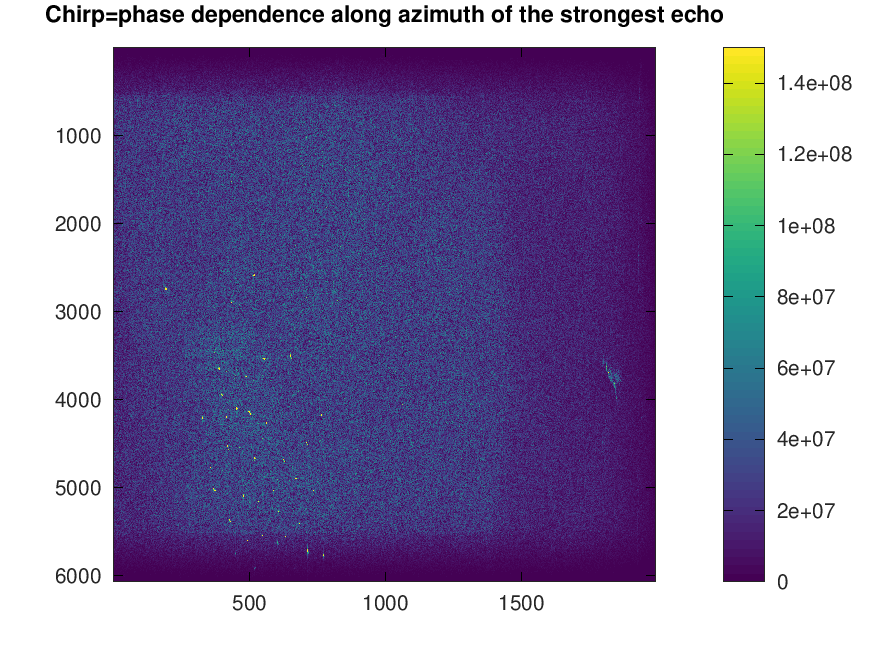 Chirp=phase dependence along azimuth of the strongest echo
1000
2000
3000
4000
5000
6000
500
1000
1500
1.4e+08
1.2e+08
1e+08
8e+07
6e+07
4e+07
2e+07
0